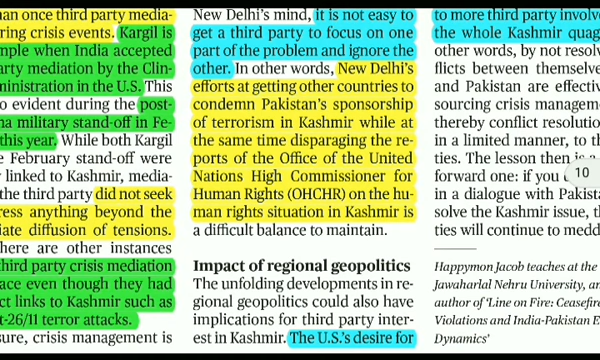 an once third party media-
ring crisis events. Kargil is
mple when India accepted
arty mediation by the Clin-
ministration in the U.S. This
o evident during the post-
na military stand-off in Fe-
this year. While both Kargil
e February stand-off were
linked to Kashmir, media-
the third party did not seek
ress anything beyond the
iate diffusion of tensions.
here are other instances
third party crisis mediation
ace even though they had
ct links to Kashmir such as
t-26/11 terror attacks.
sure, crisis management is
New Delhi's mind, it is not easy to
get a third party to focus on one
part of the problem and ignore the
other. In other words, New Delhi's
efforts at getting other countries to
condemn Pakistan's sponsorship
of terrorism in Kashmir while at
the same time disparaging the re-
ports of the Office of the United
Nations High Commissioner for
Human Rights (OHCHR) on the hu-
man rights situation in Kashmir is
a difficult balance to maintain.
Impact of regional geopolitics
The unfolding developments in re-
gional geopolitics could also have
implications for third party inter-
est in Kashmir. The U.S.'s desire for
to more third party involve
the whole Kashmir quag
other words, by not resolv
flicts between themselve
and Pakistan are effectiv
sourcing crisis manageme
thereby conflict resolutio
in a limited manner, to th
ties. The lesson then is a
forward one: if you
in a dialogue with Pakista
solve the Kashmir issue, th
ties will continue to medd
10
Happymon Jacob teaches at the
Jawaharlal Nehru University, an
author of 'Line on Fire: Ceasefire
Violations and India-Pakistan E
Dynamics'